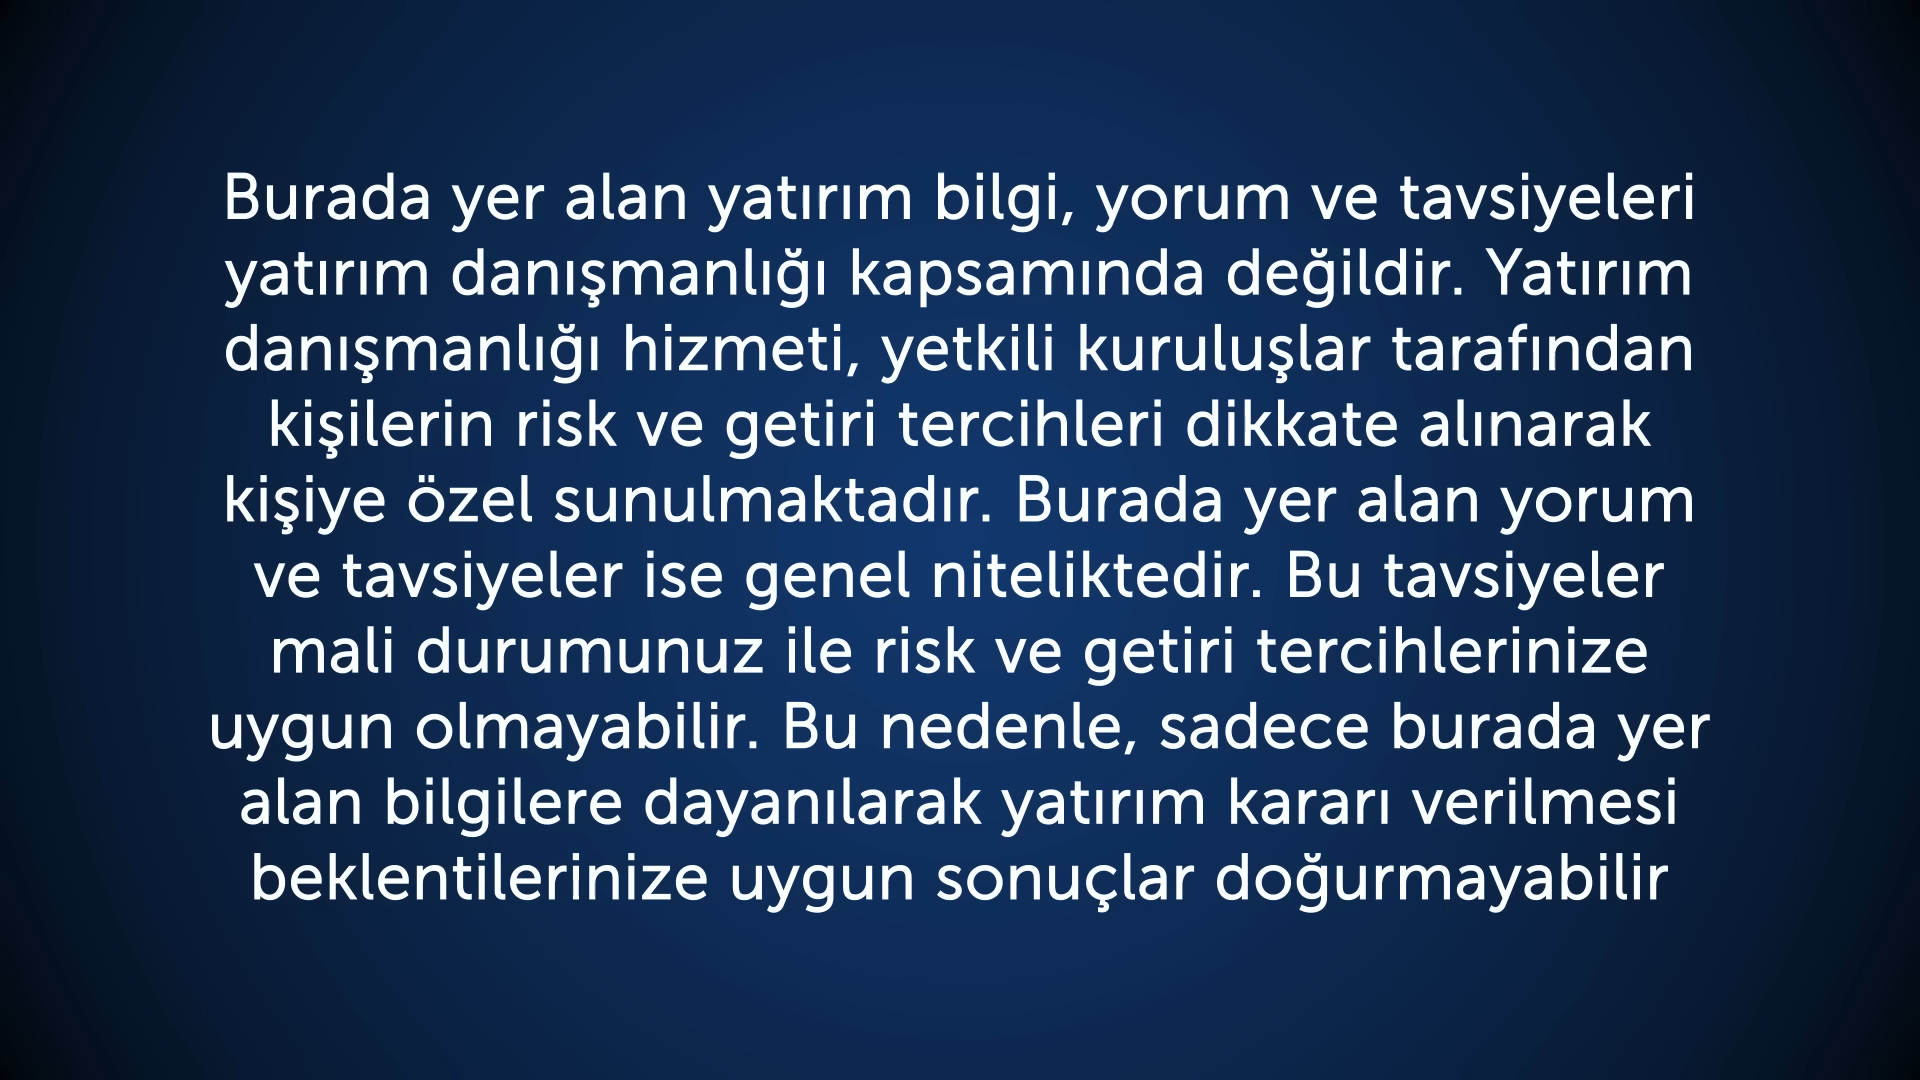 Burada yer alan yatırım bilgi, yorum ve tavsiyeleri
yatırım danışmanlığı kapsamında değildir. Yatırım
danışmanlığı hizmeti, yetkili kuruluşlar tarafından
kişilerin risk ve getiri tercihleri dikkate alınarak
kişiye özel sunulmaktadır. Burada yer alan yorum
ve tavsiyeler ise genel niteliktedir. Bu tavsiyeler
mali durumunuz ile risk ve getiri tercihlerinize
uygun olmayabilir. Bu nedenle, sadece burada yer
alan bilgilere dayanılarak yatırım kararı verilmesi
beklentilerinize uygun sonuçlar doğurmayabilir